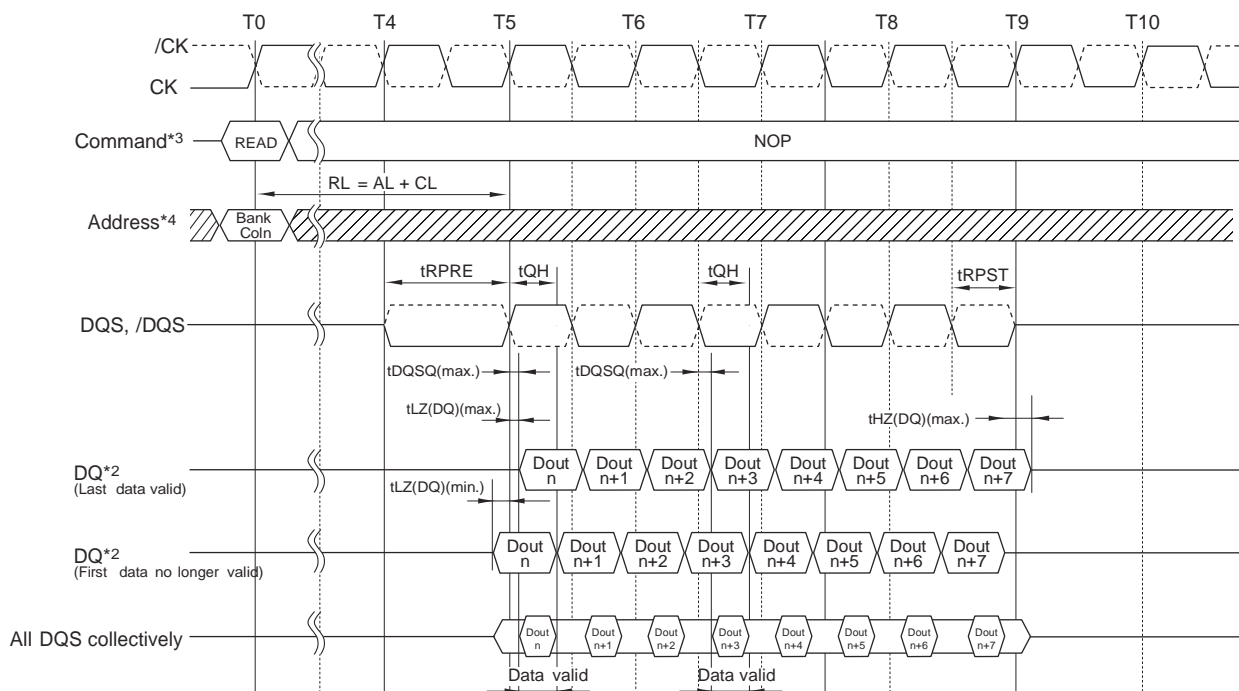 T0 T4 T5 T6 T7 T8 T9 T10
/CK
CK
Command*3
READ
NOP
RL = AL + CL
Address*4
Bank
Coln
tRPRE
tQH
tQH
tRPST
DQS, /DQS
tDQSQ(max.)
tDQSQ(max.)
tLZ(DQ)(max.)
tHZ(DQ)(max.)
DQ*2
(Last data valid)
Dout
n
Dout
n+1
Dout
n+2
Dout
n+3
Dout
n+4
Dout
n+5
Dout
n+6
Dout
n+7
tLZ(DQ)(min.)
DQ*2
(First data no longer valid)
Dout
n
Dout
n+1
Dout
n+2
Dout
n+3
Dout
n+4
Dout
n+5
Dout
n+6
Dout
n+7
All DQS collectively
Dout
n
Dout
n+1
Dout
n+2
Dout
n+3
Dout
n+4
Dout
n+5
Dout
n+6
Dout
n+7
Data valid
Data valid